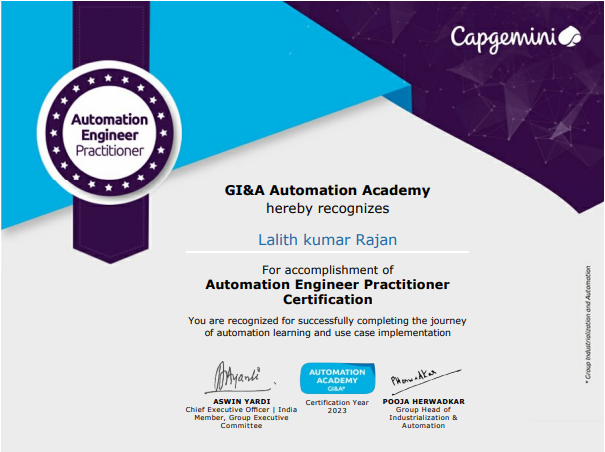 Capgemini
Automation
Engineer
Practitioner
GI&A Automation Academy
hereby recognizes
Lalith kumar Rajan
For accomplishment of
Automation Engineer Practitioner
Certification
You are recognized for successfully completing the journey
of automation learning and use case implementation
AUTOMATION
ACADEMY
GI&A*
ASWIN YARDI
Chief Executive Officer | India
Member, Group Executive
Committee
Certification Year
2023
POOJA HERWADKAR
Group Head of
Industrialization &
Automation
* Group Industrialization and Automation